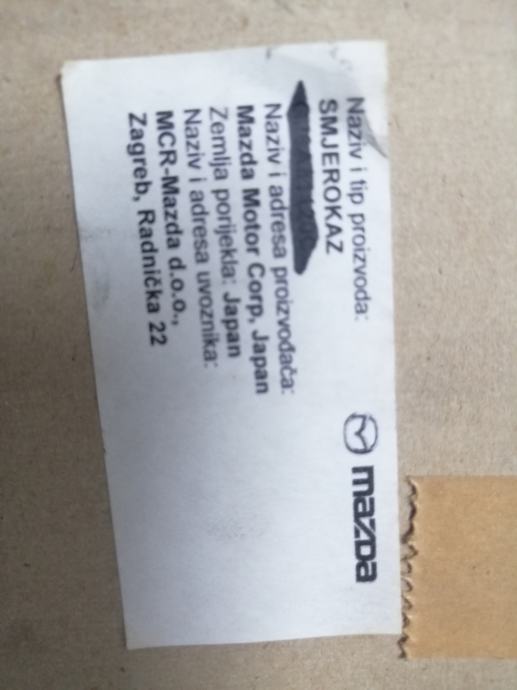 Naziv i tip proizvoda:
SMJEROKAZ
Naziv i adresa proizvođača:
Mazda Motor Corp, Japan
Zemlja porijekla: Japan
Naziv i adresa uvoznika:
MCR-Mazda d.o.o.,
Zagreb, Radnička 22
mazda